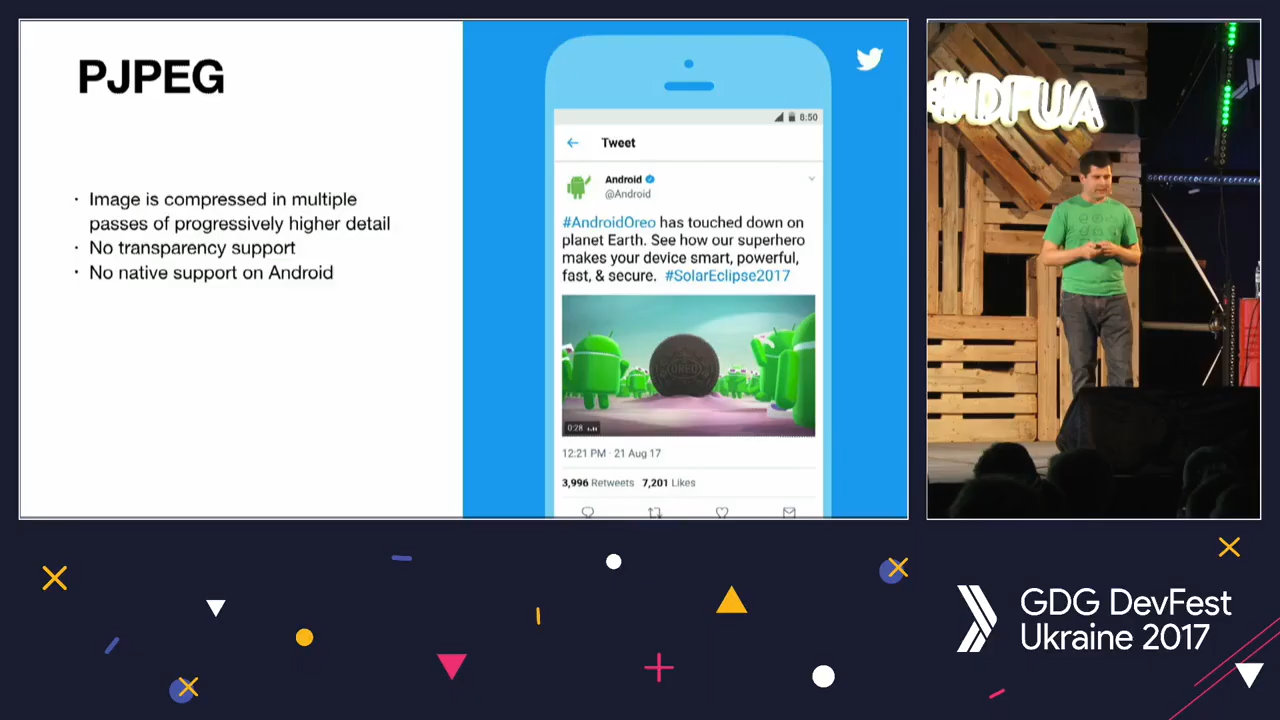 PJPEG
· Image is compressed in multiple
passes of progressively higher detail
· No transparency support
· No native support on Android
8:50
Tweet
Android
@Android
#AndroidOreo has touched down on
planet Earth. See how our superhero
makes your device smart, powerful,
fast, & secure. #SolarEclipse2017
OREO
0:28
12:21 PM · 21 Aug 17
3,996 Retweets 7,201 Likes
#DFUA
GDG DevFest
Ukraine 2017